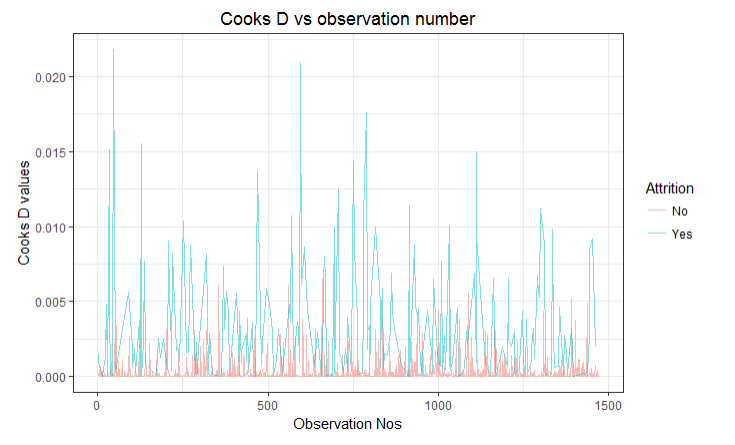 Cooks D vs observation number
Cooks D values
0.020
0.015
0.010
0.005
0.000
0
500
1000
1500
Observation Nos
Attrition
No
Yes